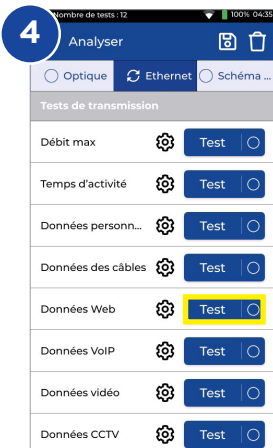 4
Nombre de tests : 12 100% 04:35
Analyser
Optique Ethernet Schéma ...
Tests de transmission
Débit max Test
Temps d’activité Test
Données personn... Test
Données des câbles Test
Données Web Test
Données VoIP Test
Données vidéo Test
Données CCTV Test